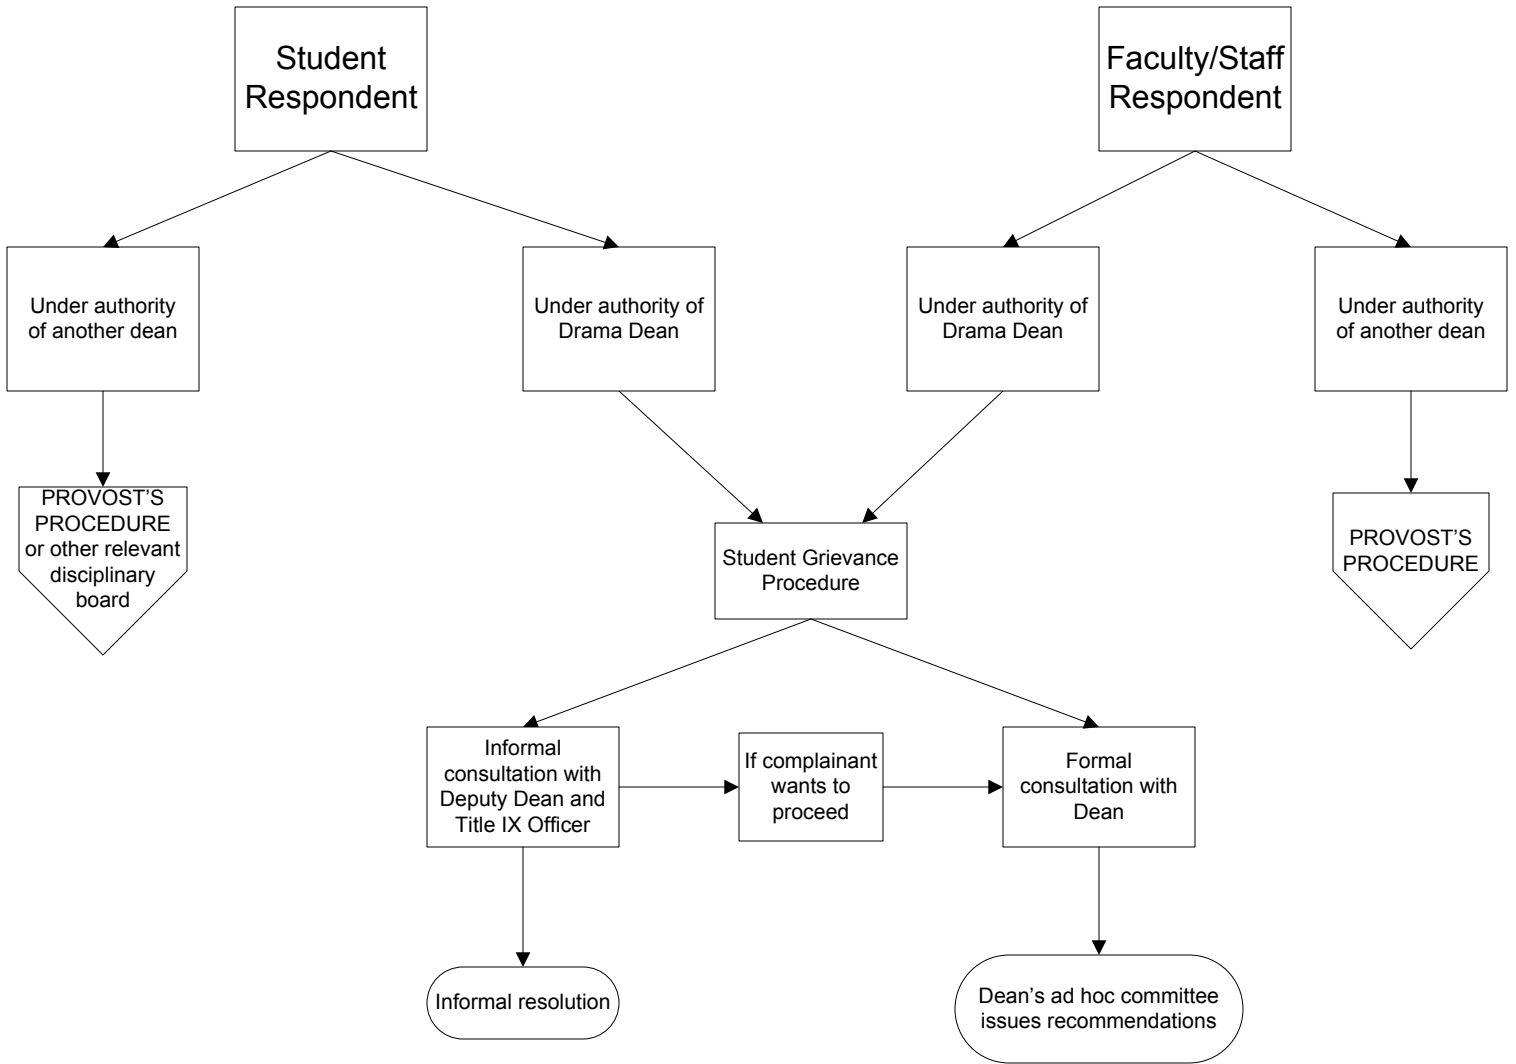 Student
Respondent
Faculty/Staff
Respondent
Under authority
of another dean
Under authority of
Drama Dean
Under authority of
Drama Dean
Under authority
of another dean
PROVOST’S
PROCEDURE
or other relevant
disciplinary
board
Student Grievance
Procedure
PROVOST’S
PROCEDURE
Informal
consultation with
Deputy Dean and
Title IX Officer
If complainant
wants to
proceed
Formal
consultation with
Dean
Informal resolution
Dean’s ad hoc committee
issues recommendations